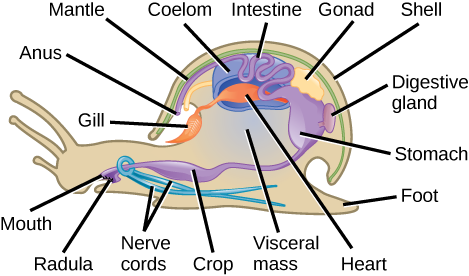 Mantle
Coelom
Intestine
Gonad
Shell
Anus
Digestive
gland
Gill
Stomach
Foot
Mouth
Radula
Nerve
cords
Crop
Visceral
mass
Heart